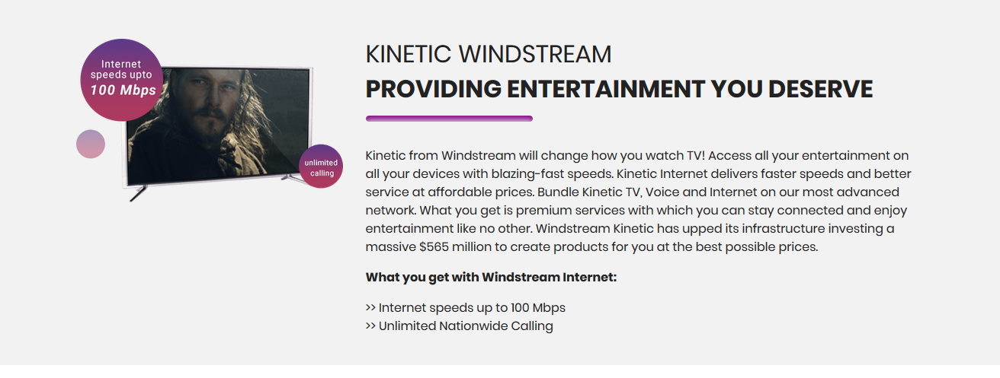 Internet
speeds upto
100 Mbps
unlimited
calling
KINETIC WINDSTREAM
PROVIDING ENTERTAINMENT YOU DESERVE
Kinetic from Windstream will change how you watch TV! Access all your entertainment on
all your devices with blazing-fast speeds. Kinetic Internet delivers faster speeds and better
service at affordable prices. Bundle Kinetic TV, Voice and Internet on our most advanced
network. What you get is premium services with which you can stay connected and enjoy
entertainment like no other. Windstream Kinetic has upped its infrastructure investing a
massive $565 million to create products for you at the best possible prices.
What you get with Windstream Internet:
>> Internet speeds up to 100 Mbps
>> Unlimited Nationwide Calling